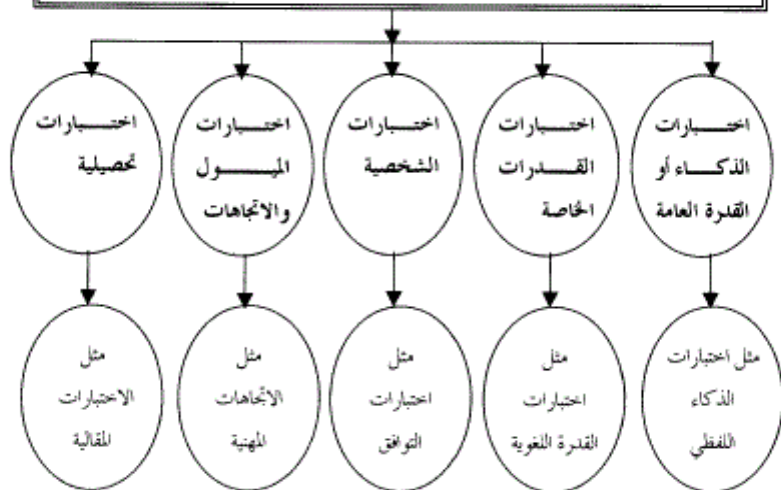 اختبارات
الذكاء أو
القدرة العامة
اختبارات
القدرات
الخاصة
اختبارات
الشخصية
اختبارات
الميول
والاتجاهات
اختبارات
تحصيلية
مثل اختبارات
الذكاء
اللفظي
مثل
اختبارات
القدرة اللغوية
مثل
اختبارات
التوافق
مثل
الاتجاهات
المهنية
مثل
الاختبارات
المقالية